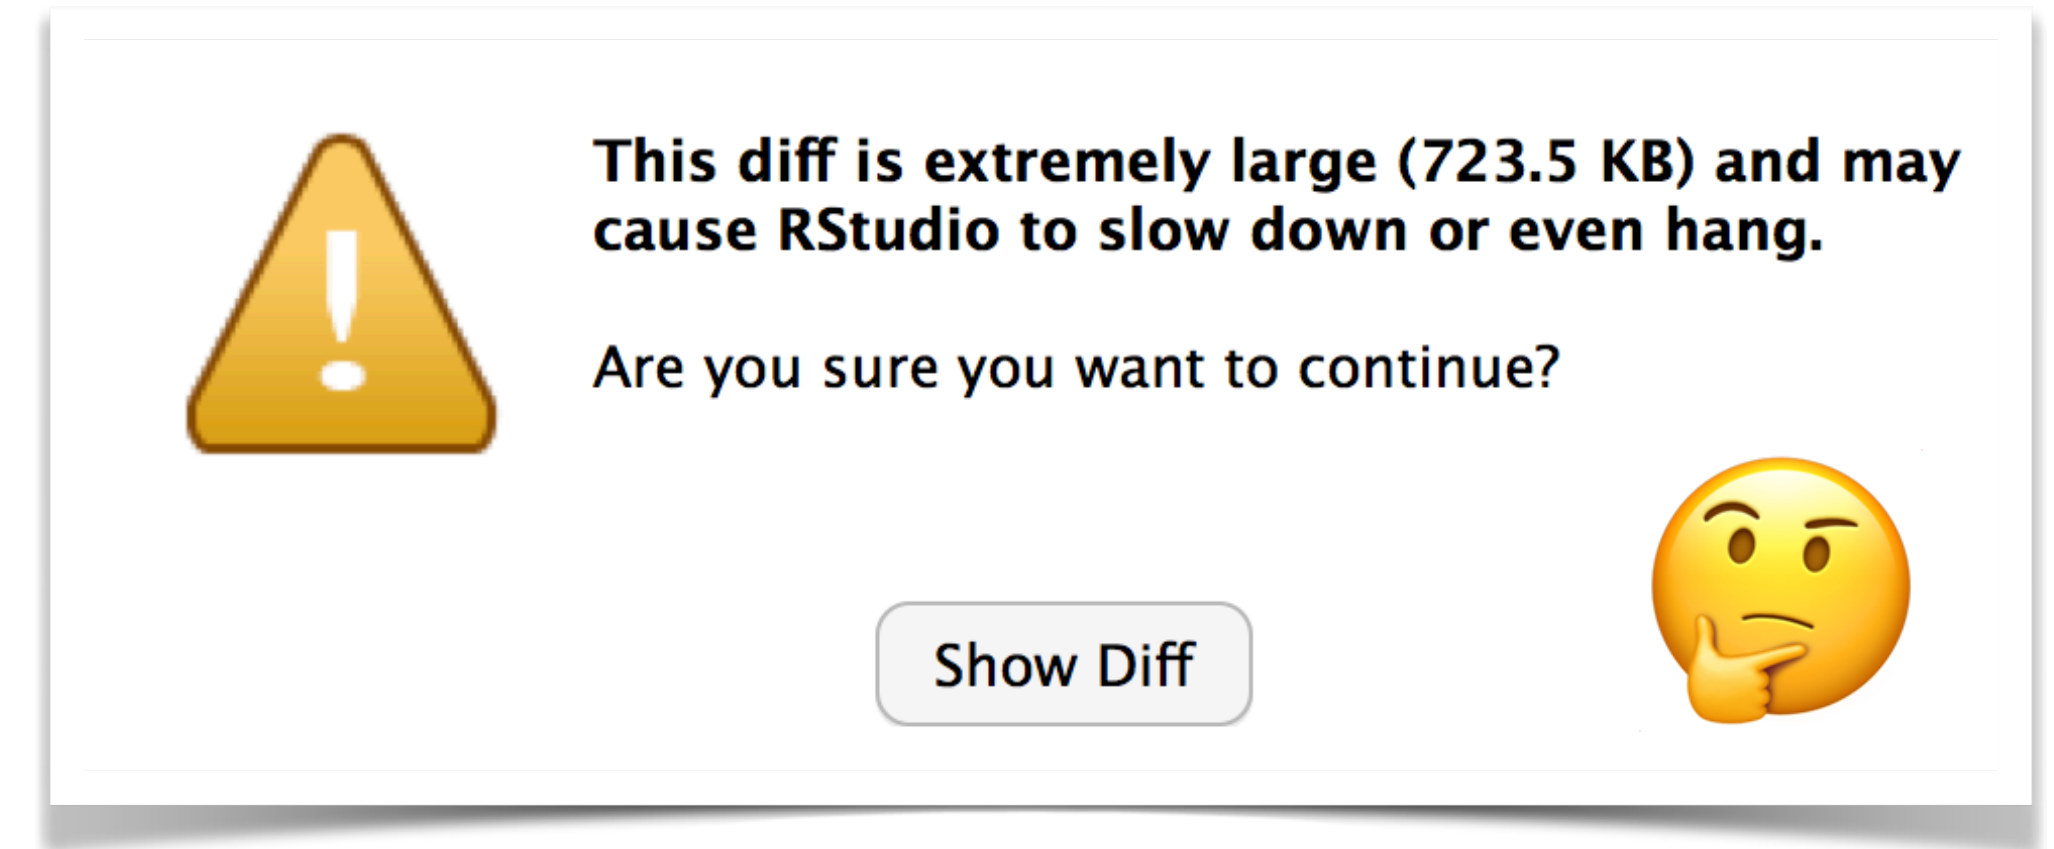 This diff is extremely large (723.5 KB) and may
cause RStudio to slow down or even hang.
Are you sure you want to continue?
Show Diff